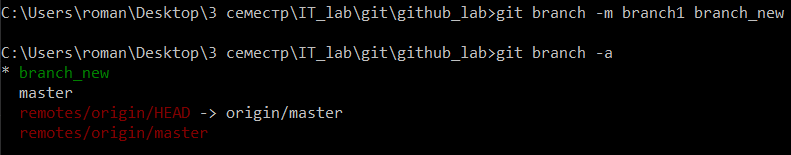 C:\Users\roman\Desktop\3 семестр\IT_lab\git\github_lab>git branch -m branch1 branch_new
C:\Users\roman\Desktop\3 семестр\IT_lab\git\github_lab>git branch -a
* branch_new
master
remotes/origin/HEAD -> origin/master
remotes/origin/master